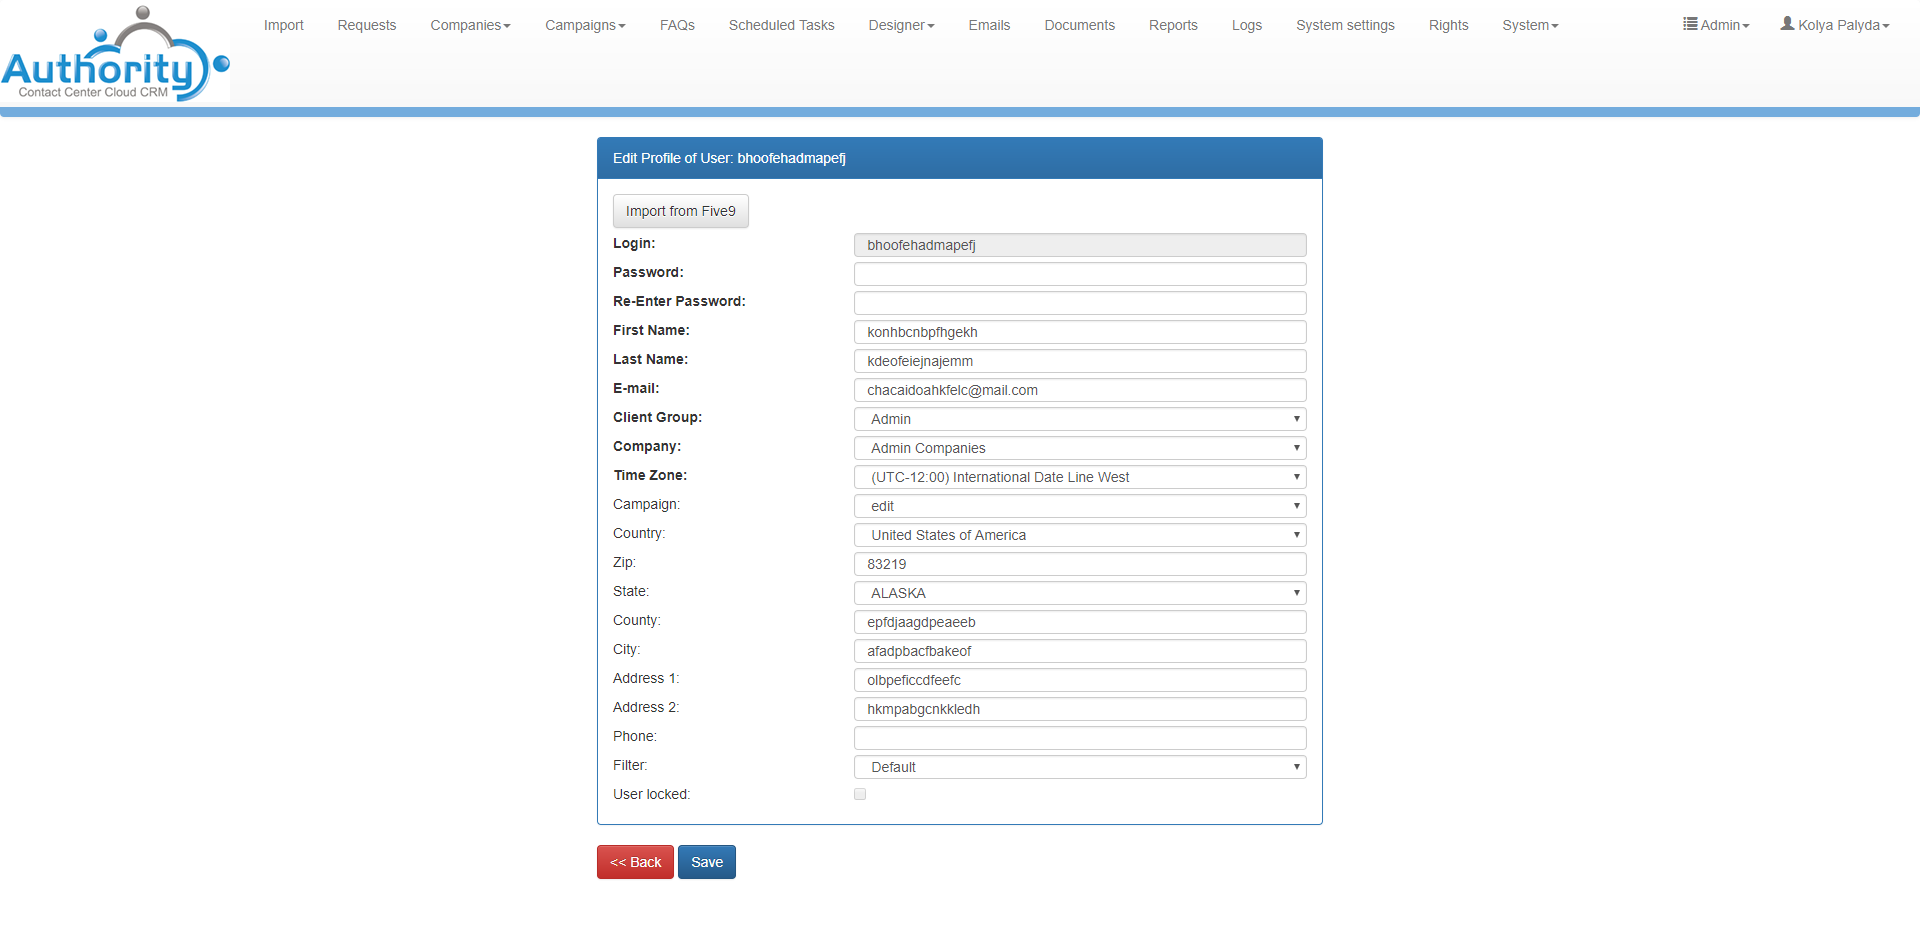 Authority
Contact Center Cloud CRM
Import Requests Companies Campaigns FAQs Scheduled Tasks Designer Emails Documents Reports Logs System settings Rights System Admin Kolya Palyda
Edit Profile of User: bhoofehadmapefj
Import from Five9
Login: bhoofehadmapefj
Password:
Re-Enter Password:
First Name: konhbcnbpfhgekh
Last Name: kdeofeiejnajemm
E-mail: chacaidoahkfelc@mail.com
Client Group: Admin
Company: Admin Companies
Time Zone: (UTC-12:00) International Date Line West
Campaign: edit
Country: United States of America
Zip: 83219
State: ALASKA
County: epfdjaagdpeaeeb
City: afadpbacfbakeof
Address 1: olbpeficcdfeefc
Address 2: hkmpabgcnkkledh
Phone:
Filter: Default
User locked:
<< Back Save